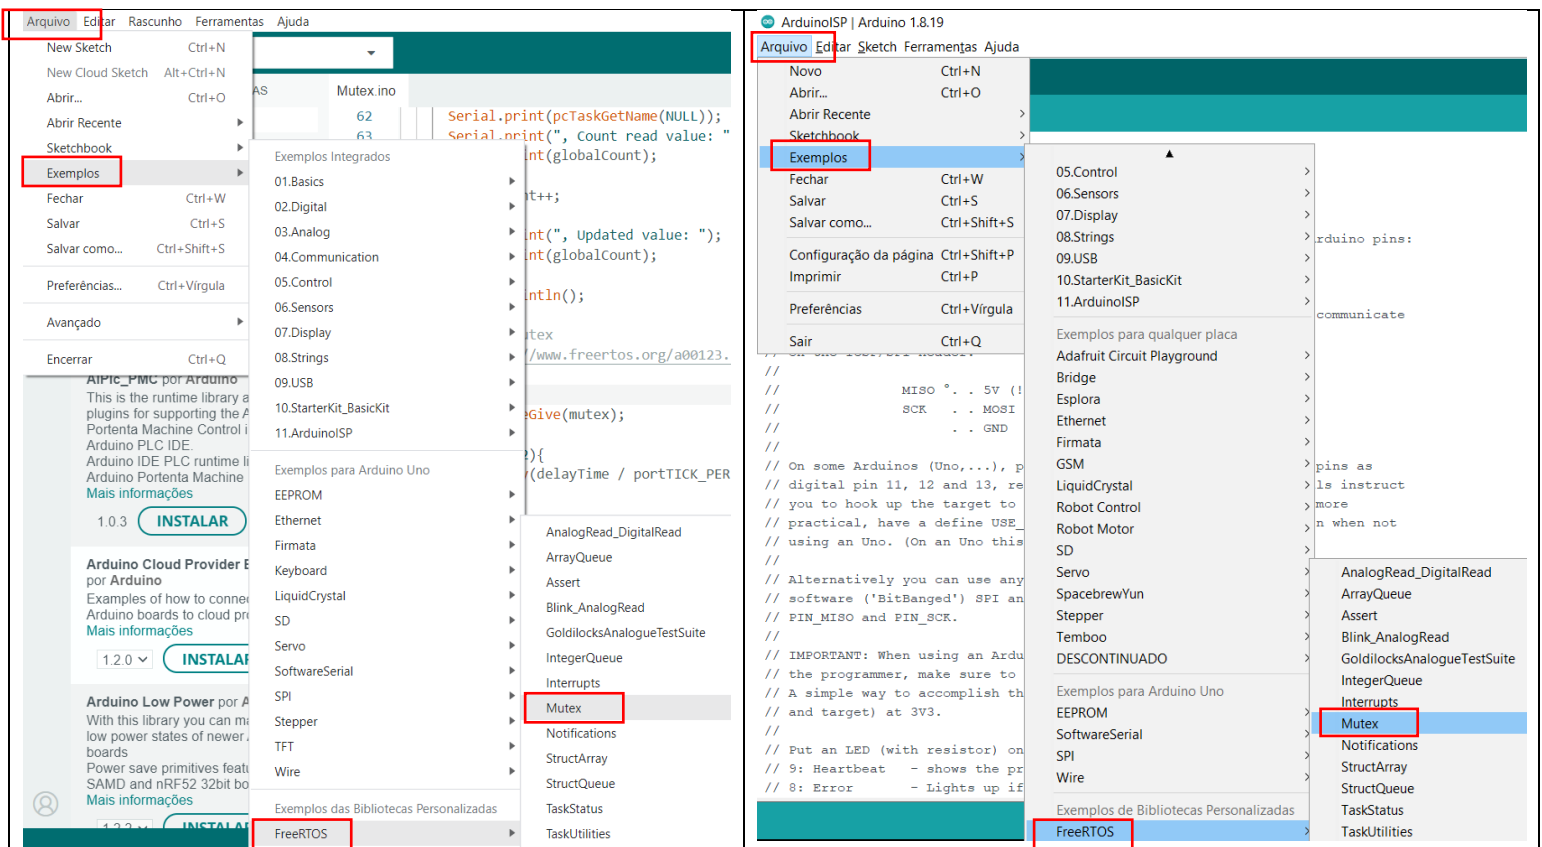 Arquivo Editar Rascunho Ferramentas Ajuda
New Sketch Ctrl+N
New Cloud Sketch Alt+Ctrl+N
Abrir... Ctrl+O
Abrir Recente
Sketchbook
Exemplos
Fechar Ctrl+W
Salvar Ctrl+S
Salvar como... Ctrl+Shift+S
Preferências... Ctrl+Vírgula
Avançado
Encerrar Ctrl+Q
AS
Mutex.ino
62 Serial.print(pcTaskGetName(NULL));
63 Serial.print(", Count read value: "
int(globalCount);
nt++;
int(", Updated value: ");
int(globalCount);
intln();
utex
//www.freertos.org/a00123.
eGive(mutex);
){
y(delayTime / portTICK_PER
AIPlc_PMC por Arduino
This is the runtime library a
plugins for supporting the A
Portenta Machine Control i
Arduino PLC IDE.
Arduino IDE PLC runtime li
Arduino Portenta Machine
Mais informações
1.0.3 INSTALAR
Arduino Cloud Provider E
por Arduino
Examples of how to connec
Arduino boards to cloud pro
Mais informações
1.2.0 INSTALAR
Arduino Low Power por A
With this library you can ma
low power states of newer
boards
Power save primitives featu
SAMD and nRF52 32bit bo
Mais informações
1.2.2 INSTALAR
Exemplos Integrados
01.Basics
02.Digital
03.Analog
04.Communication
05.Control
06.Sensors
07.Display
08.Strings
09.USB
10.StarterKit_BasicKit
11.ArduinoISP
Exemplos para Arduino Uno
EEPROM
Ethernet
Firmata
Keyboard
LiquidCrystal
SD
Servo
SoftwareSerial
SPI
Stepper
TFT
Wire
Exemplos das Bibliotecas Personalizadas
FreeRTOS
AnalogRead_DigitalRead
ArrayQueue
Assert
Blink_AnalogRead
GoldilocksAnalogueTestSuite
IntegerQueue
Interrupts
Mutex
Notifications
StructArray
StructQueue
TaskStatus
TaskUtilities
ArduinoISP | Arduino 1.8.19
Arquivo Editar Sketch Ferramentas Ajuda
Novo Ctrl+N
Abrir... Ctrl+O
Abrir Recente
Sketchbook
Exemplos
Fechar Ctrl+W
Salvar Ctrl+S
Salvar como... Ctrl+Shift+S
Configuração da página Ctrl+Shift+P
Imprimir Ctrl+P
Preferências Ctrl+Vírgula
Sair Ctrl+Q
rduino pins:
communicate
//
// MISO °. . 5V (!
// SCK . . MOSI
// . . GND
//
// On some Arduinos (Uno,...), p
// digital pin 11, 12 and 13, re
// you to hook up the target to
// practical, have a define USE_
// using an Uno. (On an Uno this
//
// Alternatively you can use any
// software ('BitBanged') SPI an
// PIN_MISO and PIN_SCK.
//
// IMPORTANT: When using an Ardu
// the programmer, make sure to
// A simple way to accomplish th
// and target) at 3V3.
//
// Put an LED (with resistor) on
// 9: Heartbeat - shows the pr
// 8: Error - Lights up if
pins as
ls instruct
more
n when not
05.Control
06.Sensors
07.Display
08.Strings
09.USB
10.StarterKit_BasicKit
11.ArduinoISP
Exemplos para qualquer placa
Adafruit Circuit Playground
Bridge
Esplora
Ethernet
Firmata
GSM
LiquidCrystal
Robot Control
Robot Motor
SD
Servo
SpacebrewYun
Stepper
Temboo
DESCONTINUADO
Exemplos para Arduino Uno
EEPROM
SoftwareSerial
SPI
Wire
Exemplos de Bibliotecas Personalizadas
FreeRTOS
AnalogRead_DigitalRead
ArrayQueue
Assert
Blink_AnalogRead
GoldilocksAnalogueTestSuite
IntegerQueue
Interrupts
Mutex
Notifications
StructArray
StructQueue
TaskStatus
TaskUtilities